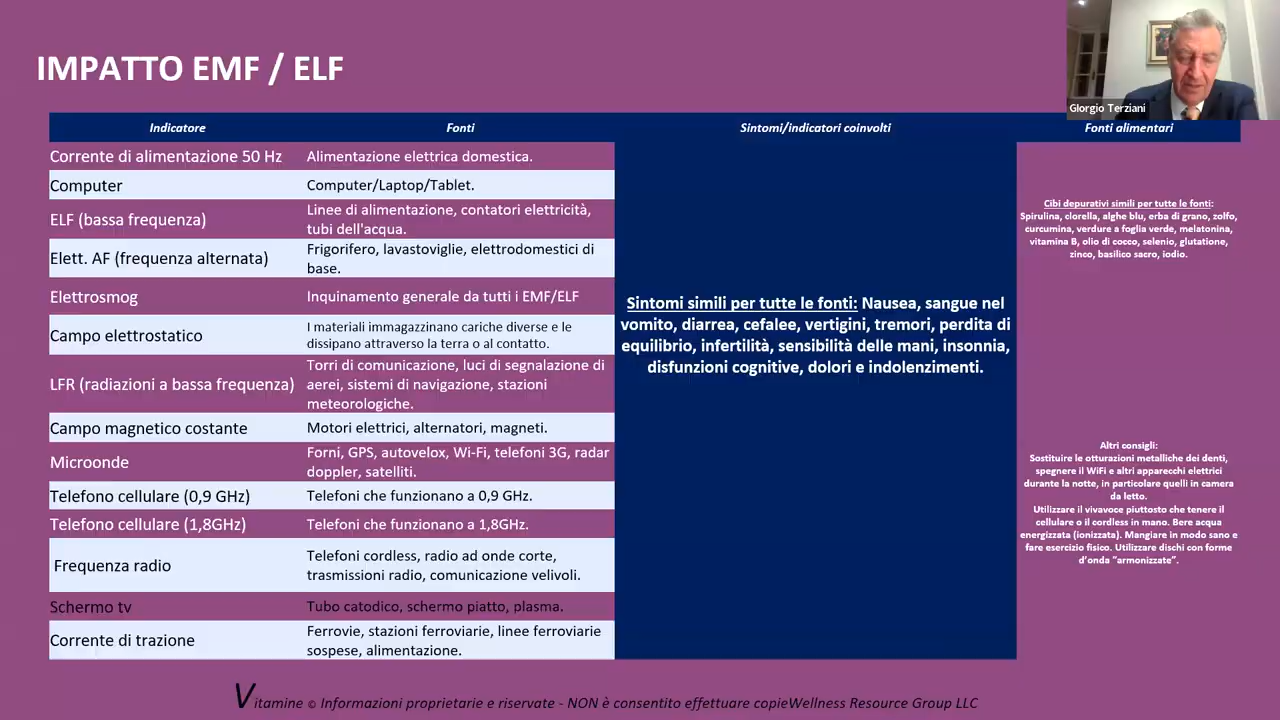 IMPATTO EMF / ELF
GIorgio Terziani
Indicatore
Fonti
Sintomi/indicatori coinvolti
Fonti alimentari
Corrente di alimentazione 50 Hz
Alimentazione elettrica domestica.
Computer
Computer/Laptop/Tablet.
ELF (bassa frequenza)
Linee di alimentazione, contatori elettricità,
tubi dell'acqua.
Elett. AF (frequenza alternata)
Frigorifero, lavastoviglie, elettrodomestici di
base.
Elettrosmog
Inquinamento generale da tutti i EMF/ELF
Campo elettrostatico
I materiali immagazzinano cariche diverse e le
dissipano attraverso la terra o al contatto.
LFR (radiazioni a bassa frequenza)
Torri di comunicazione, luci di segnalazione di
aerei, sistemi di navigazione, stazioni
meteorologiche.
Campo magnetico costante
Motori elettrici, alternatori, magneti.
Microonde
Forni, GPS, autovelox, Wi-Fi, telefoni 3G, radar
doppler, satelliti.
Telefono cellulare (0,9 GHz)
Telefoni che funzionano a 0,9 GHz.
Telefono cellulare (1,8GHz)
Telefoni che funzionano a 1,8GHz.
Frequenza radio
Telefoni cordless, radio ad onde corte,
trasmissioni radio, comunicazione velivoli.
Schermo tv
Tubo catodico, schermo piatto, plasma.
Corrente di trazione
Ferrovie, stazioni ferroviarie, linee ferroviarie
sospese, alimentazione.
Sintomi simili per tutte le fonti: Nausea, sangue nel
vomito, diarrea, cefalee, vertigini, tremori, perdita di
equilibrio, infertilità, sensibilità delle mani, insonnia,
disfunzioni cognitive, dolori e indolenzimenti.
Cibi depurativi simili per tutte le fonti:
Spirulina, clorella, alghe blu, erba di grano, zolfo,
curcumina, verdure a foglia verde, melatonina,
vitamina B, olio di cocco, selenio, glutatione,
zinco, basilico sacro, iodio.
Altri consigli:
Sostituire le otturazioni metalliche dei denti,
spegnere il WiFi e altri apparecchi elettrici
durante la notte, in particolare quelli in camera
da letto.
Utilizzare il vivavoce piuttosto che tenere il
cellulare o il cordless in mano. Bere acqua
energizzata (ionizzata). Mangiare in modo sano e
fare esercizio fisico. Utilizzare dischi con forme
d'onda "armonizzate".
Vitamine © Informazioni proprietarie e riservate - NON è consentito effettuare copieWellness Resource Group LLC